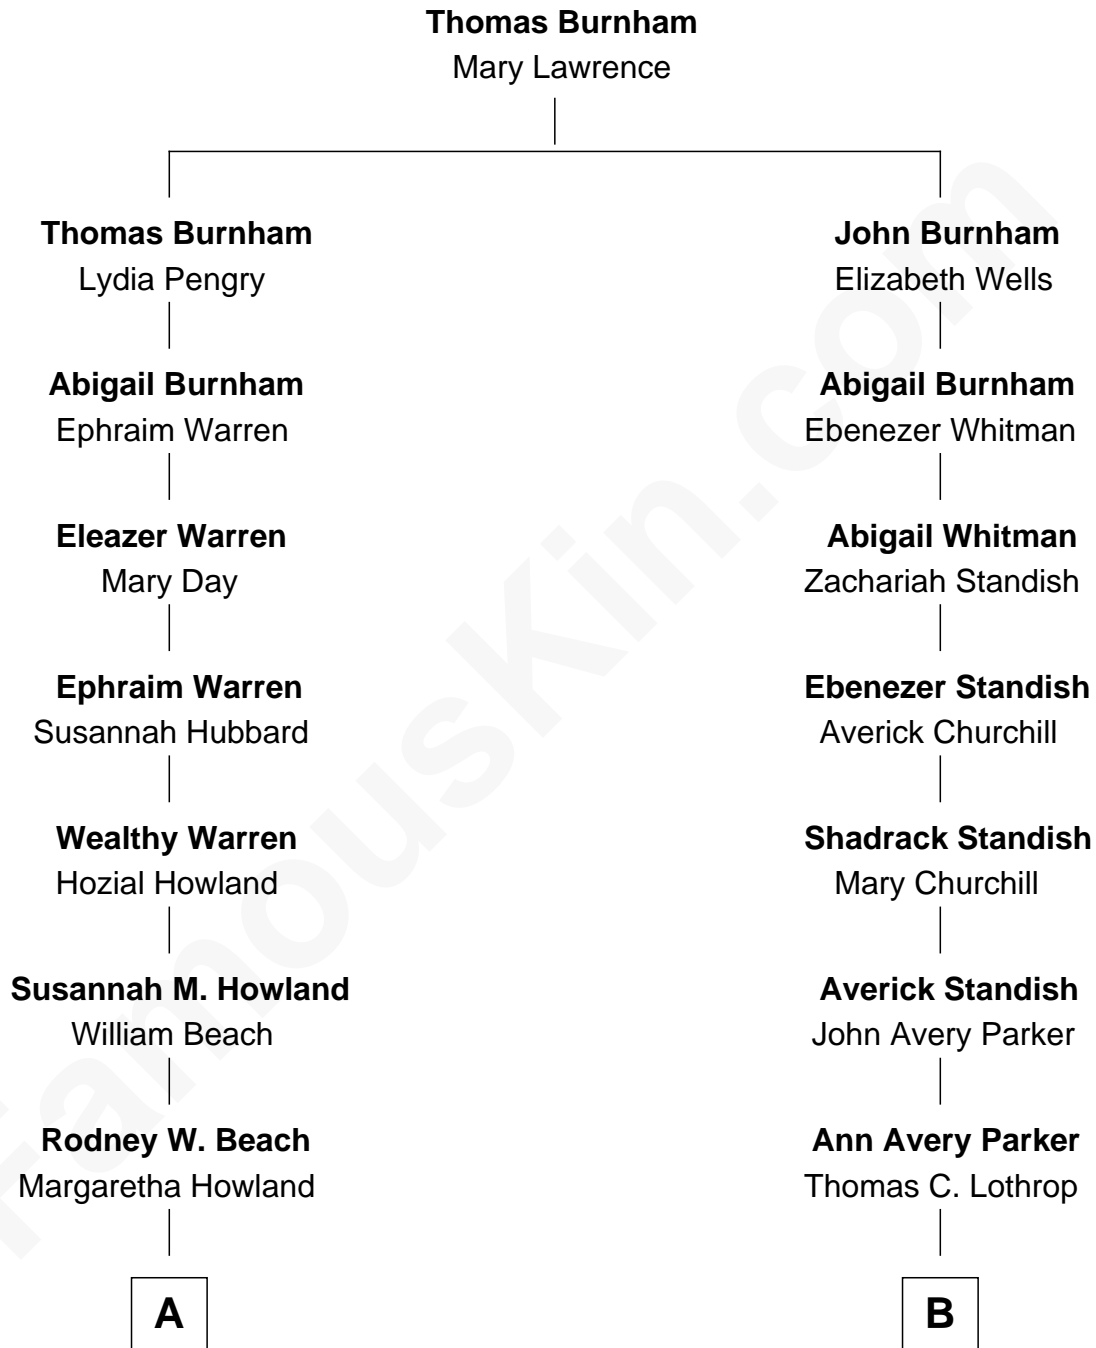 Thomas Burnham
Mary Lawrence
Thomas Burnham
Lydia Pengry
John Burnham
Elizabeth Wells
Abigail Burnham
Ephraim Warren
Abigail Burnham
Ebenezer Whitman
Eleazer Warren
Mary Day
Abigail Whitman
Zachariah Standish
Ephraim Warren
Susannah Hubbard
Ebenezer Standish
Averick Churchill
Wealthy Warren
Hozial Howland
Shadrack Standish
Mary Churchill
Susannah M. Howland
William Beach
Averick Standish
John Avery Parker
Rodney W. Beach
Margaretha Howland
Ann Avery Parker
Thomas C. Lothrop
A
B
FamousKin.com